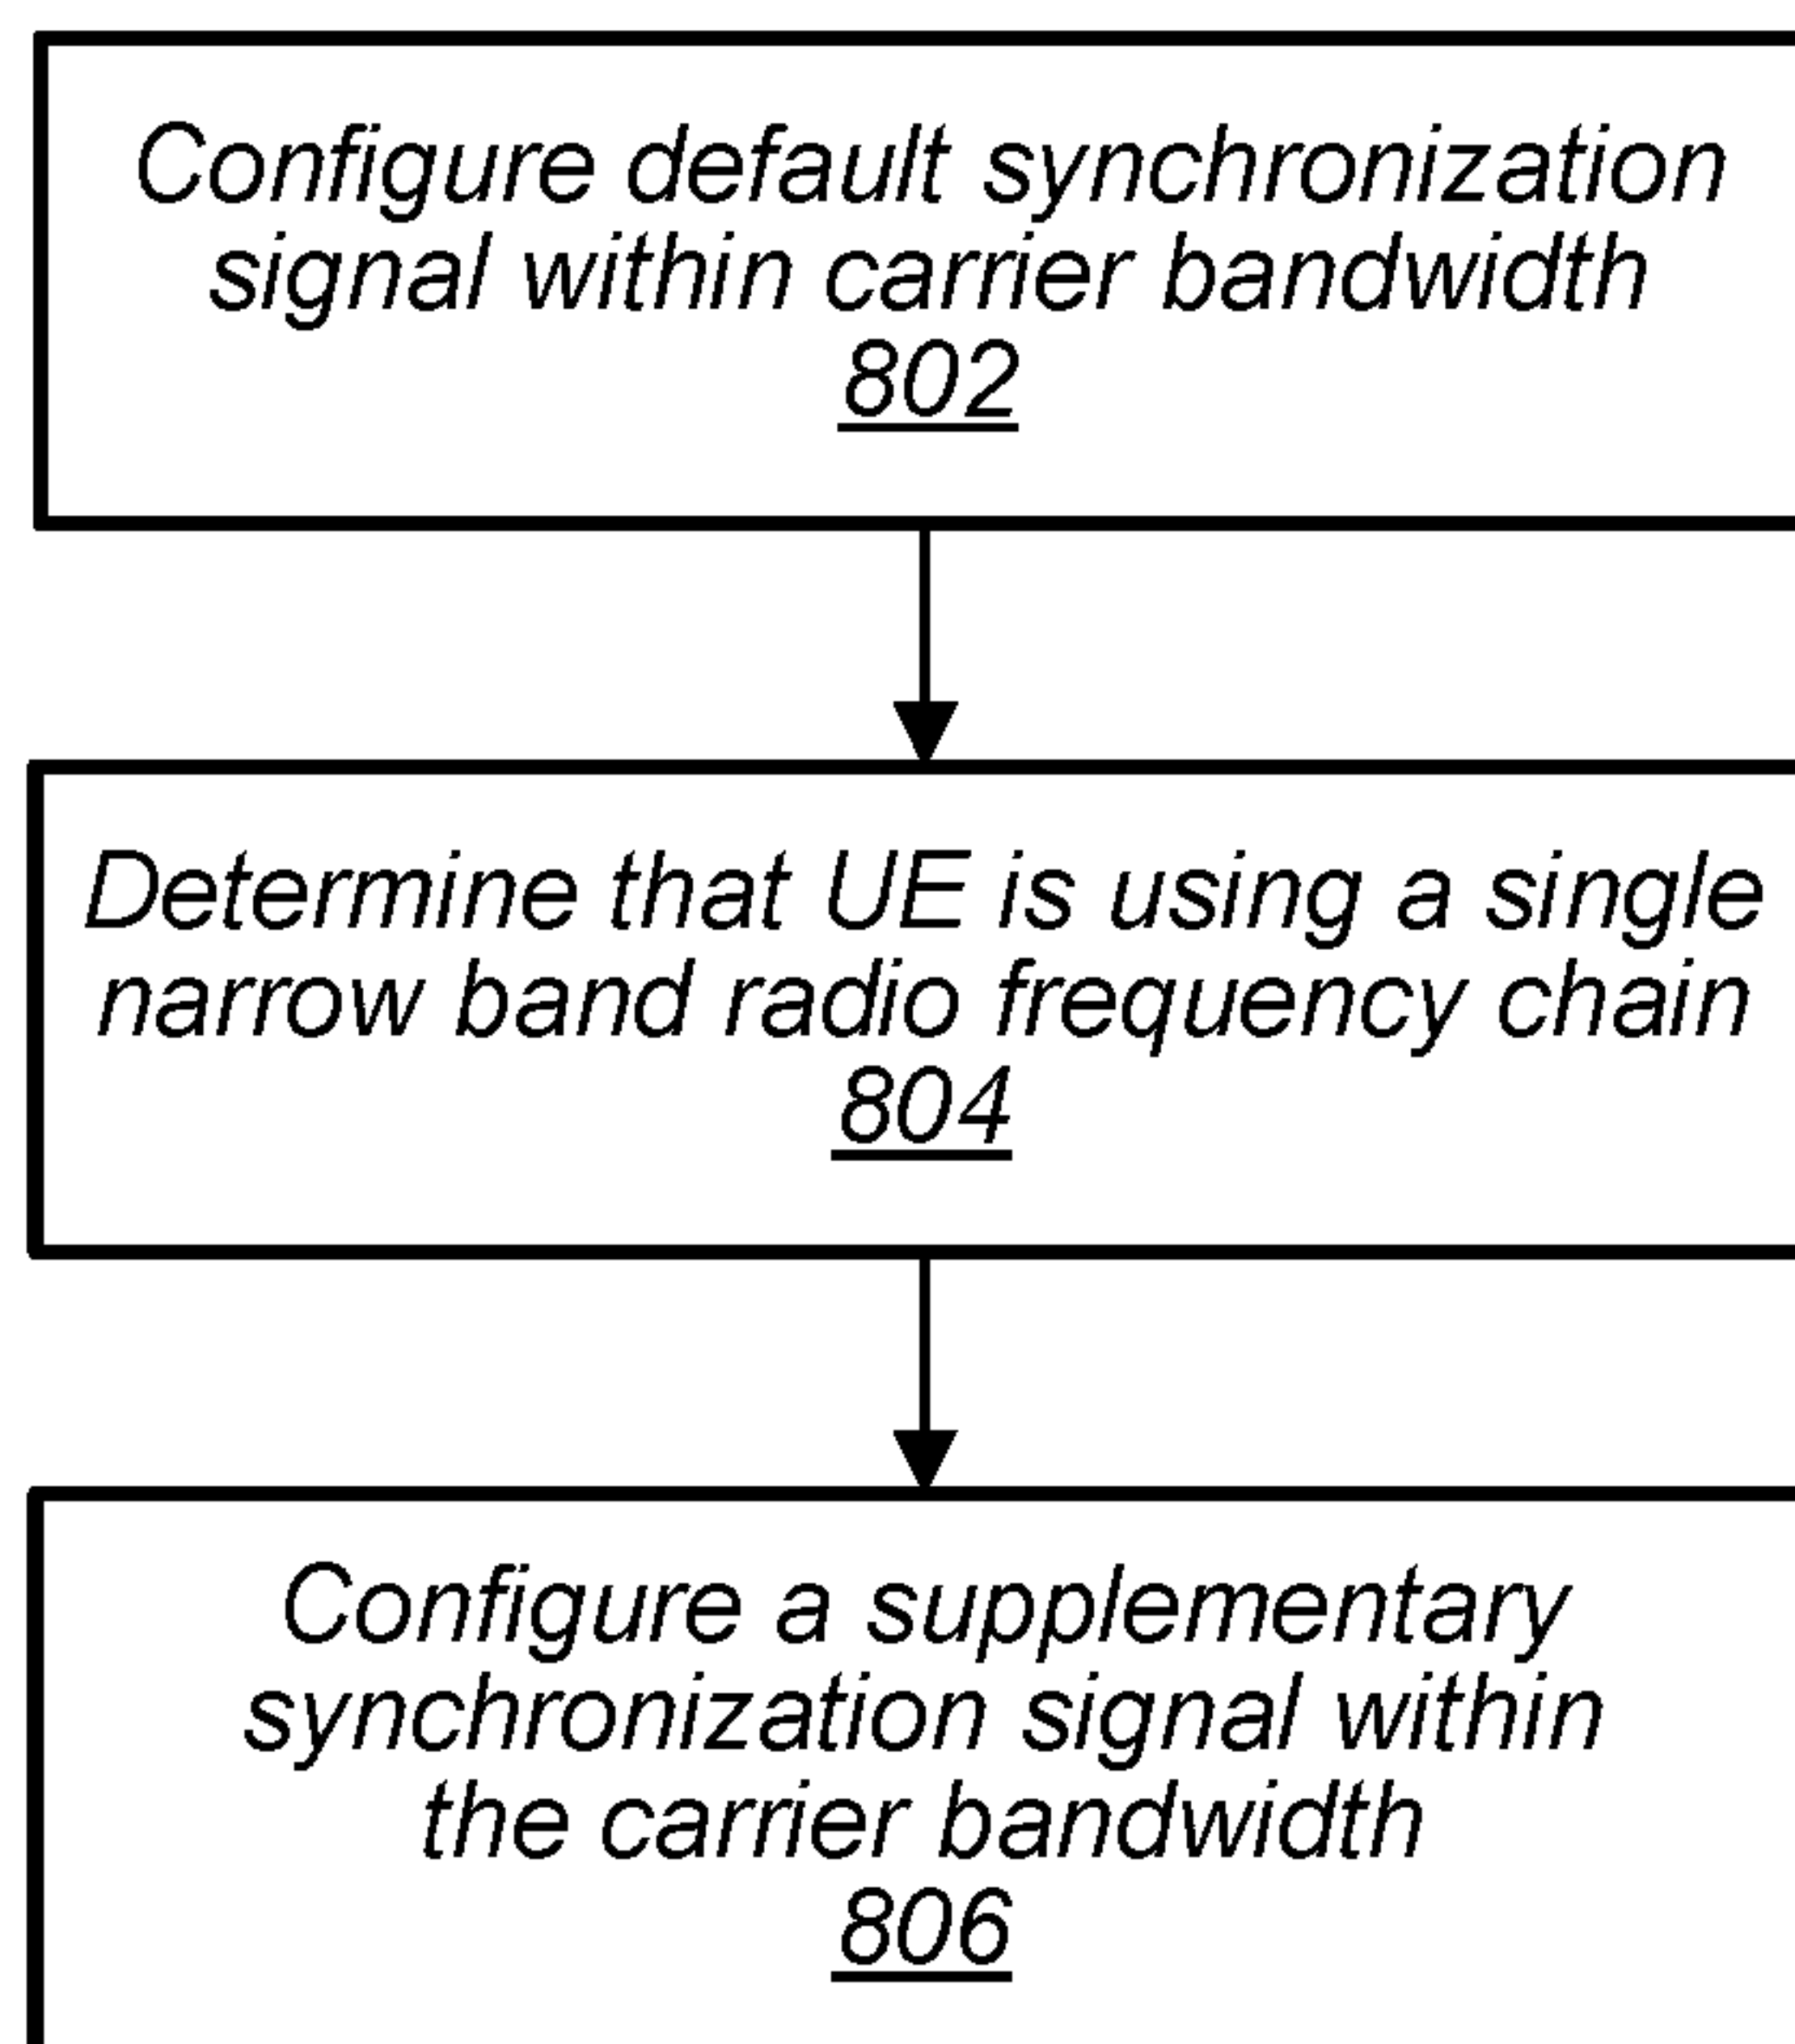 Configure default synchronization
signal within carrier bandwidth
802
Determine that UE is using a single
narrow band radio frequency chain
804
Configure a supplementary
synchronization signal within
the carrier bandwidth
806